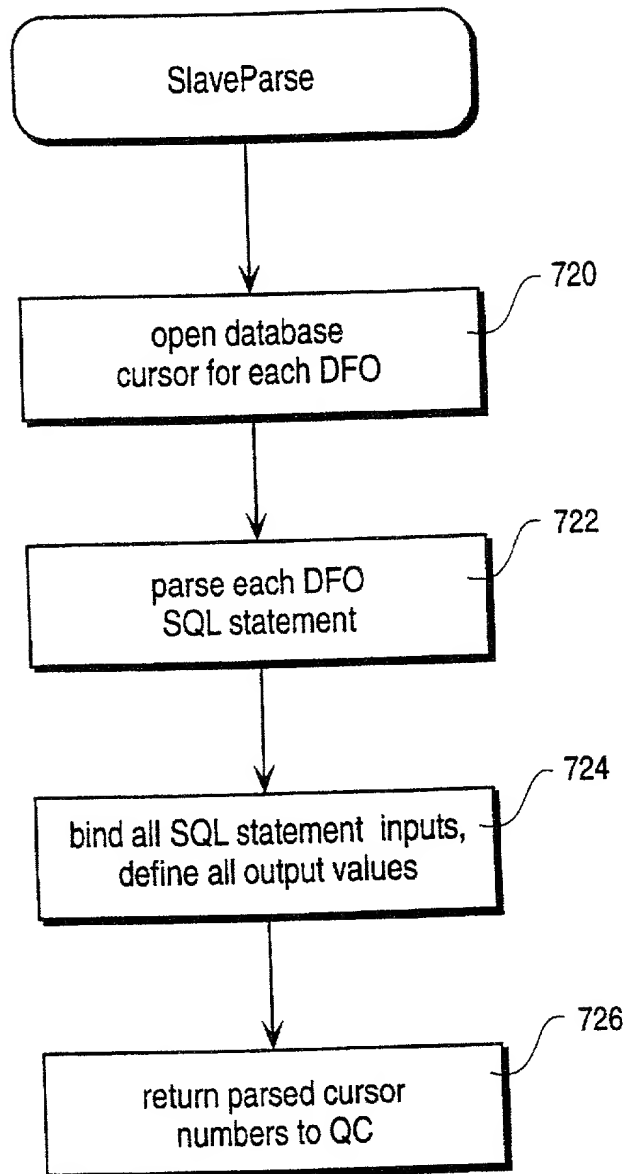 SlaveParse
720
open database
cursor for each DFO
722
parse each DFO
SQL statement
724
bind all SQL statement inputs,
define all output values
726
return parsed cursor
numbers to QC